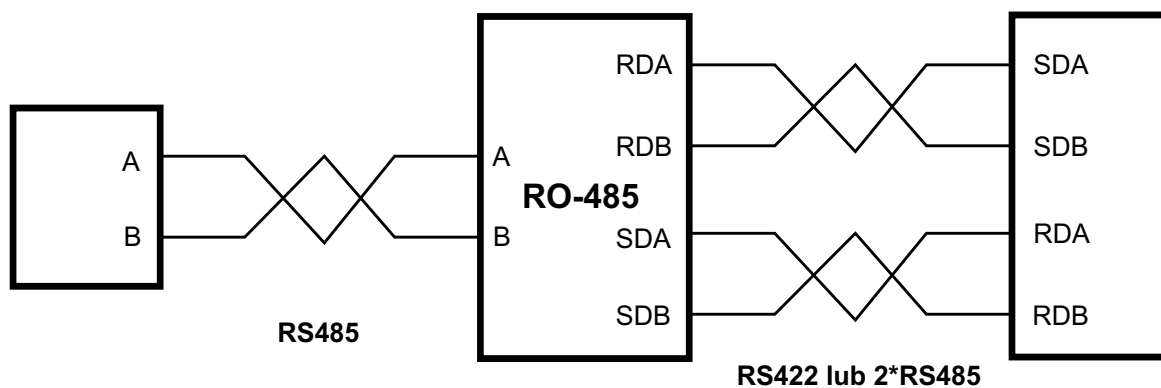 A
B
RS485
A
B
RO-485
RDA
RDB
SDA
SDB
RS422 lub 2*RS485
SDA
SDB
RDA
RDB